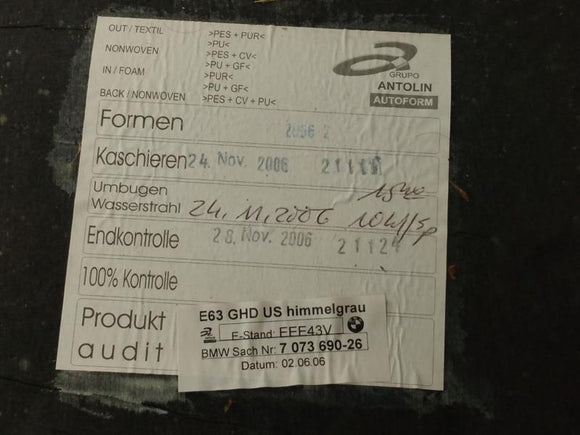 OUT / TEXTIL >PES + PUR<
>PU<
NONWOVEN >PES + CV<
>PU + GF<
IN / FOAM >PUR<
>PU + GF<
BACK / NONWOVEN >PES + CV + PU<
GRUPO
ANTOLIN
AUTOFORM
Formen
Kaschieren 24. Nov. 2006
Umbugen
Wasserstrahl 24. 11. 2006
Endkontrolle 28. Nov. 2006 21124
100% Kontrolle
Produkt
audit
E63 GHD US himmelgrau
E-Stand: EEE43V
BMW Sach Nr: 7 073 690-26
Datum: 02.06.06